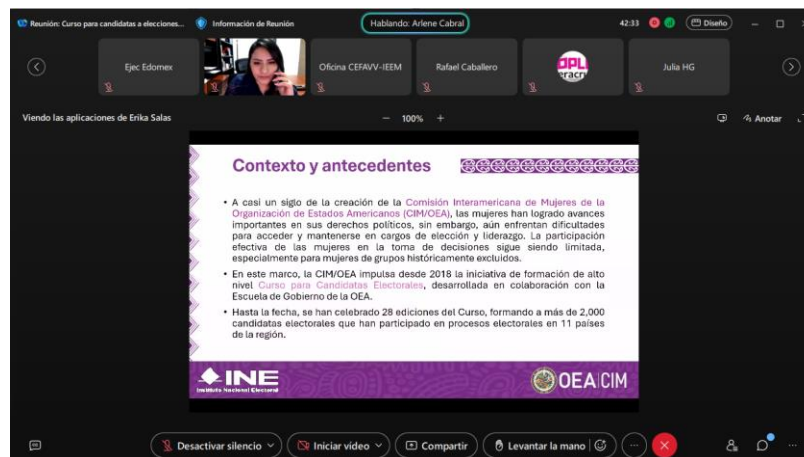 Reunión: Curso para candidatas a elecciones...
Información de Reunión
Hablando: Arlene Cabral
42:33
Diseño
Ejec Edomex
Oficina CEFAVV-IEEM
Rafael Caballero
OPL
eracru
Julia HG
Viendo las aplicaciones de Erika Salas
100%
Anotar
Contexto y antecedentes
• A casi un siglo de la creación de la Comisión Interamericana de Mujeres de la
Organización de Estados Americanos (CIM/OEA), las mujeres han logrado avances
importantes en sus derechos políticos, sin embargo, aún enfrentan dificultades
para acceder y mantenerse en cargos de elección y liderazgo. La participación
efectiva de las mujeres en la toma de decisiones sigue siendo limitada,
especialmente para mujeres de grupos históricamente excluidos.
• En este marco, la CIM/OEA impulsa desde 2018 la iniciativa de formación de alto
nivel Curso para Candidatas Electorales, desarrollada en colaboración con la
Escuela de Gobierno de la OEA.
• Hasta la fecha, se han celebrado 28 ediciones del Curso, formando a más de 2,000
candidatas electorales que han participado en procesos electorales en 11 países
de la región.
INE
Instituto Nacional Electoral
OEA|CIM
Desactivar silencio
Iniciar video
Compartir
Levantar la mano